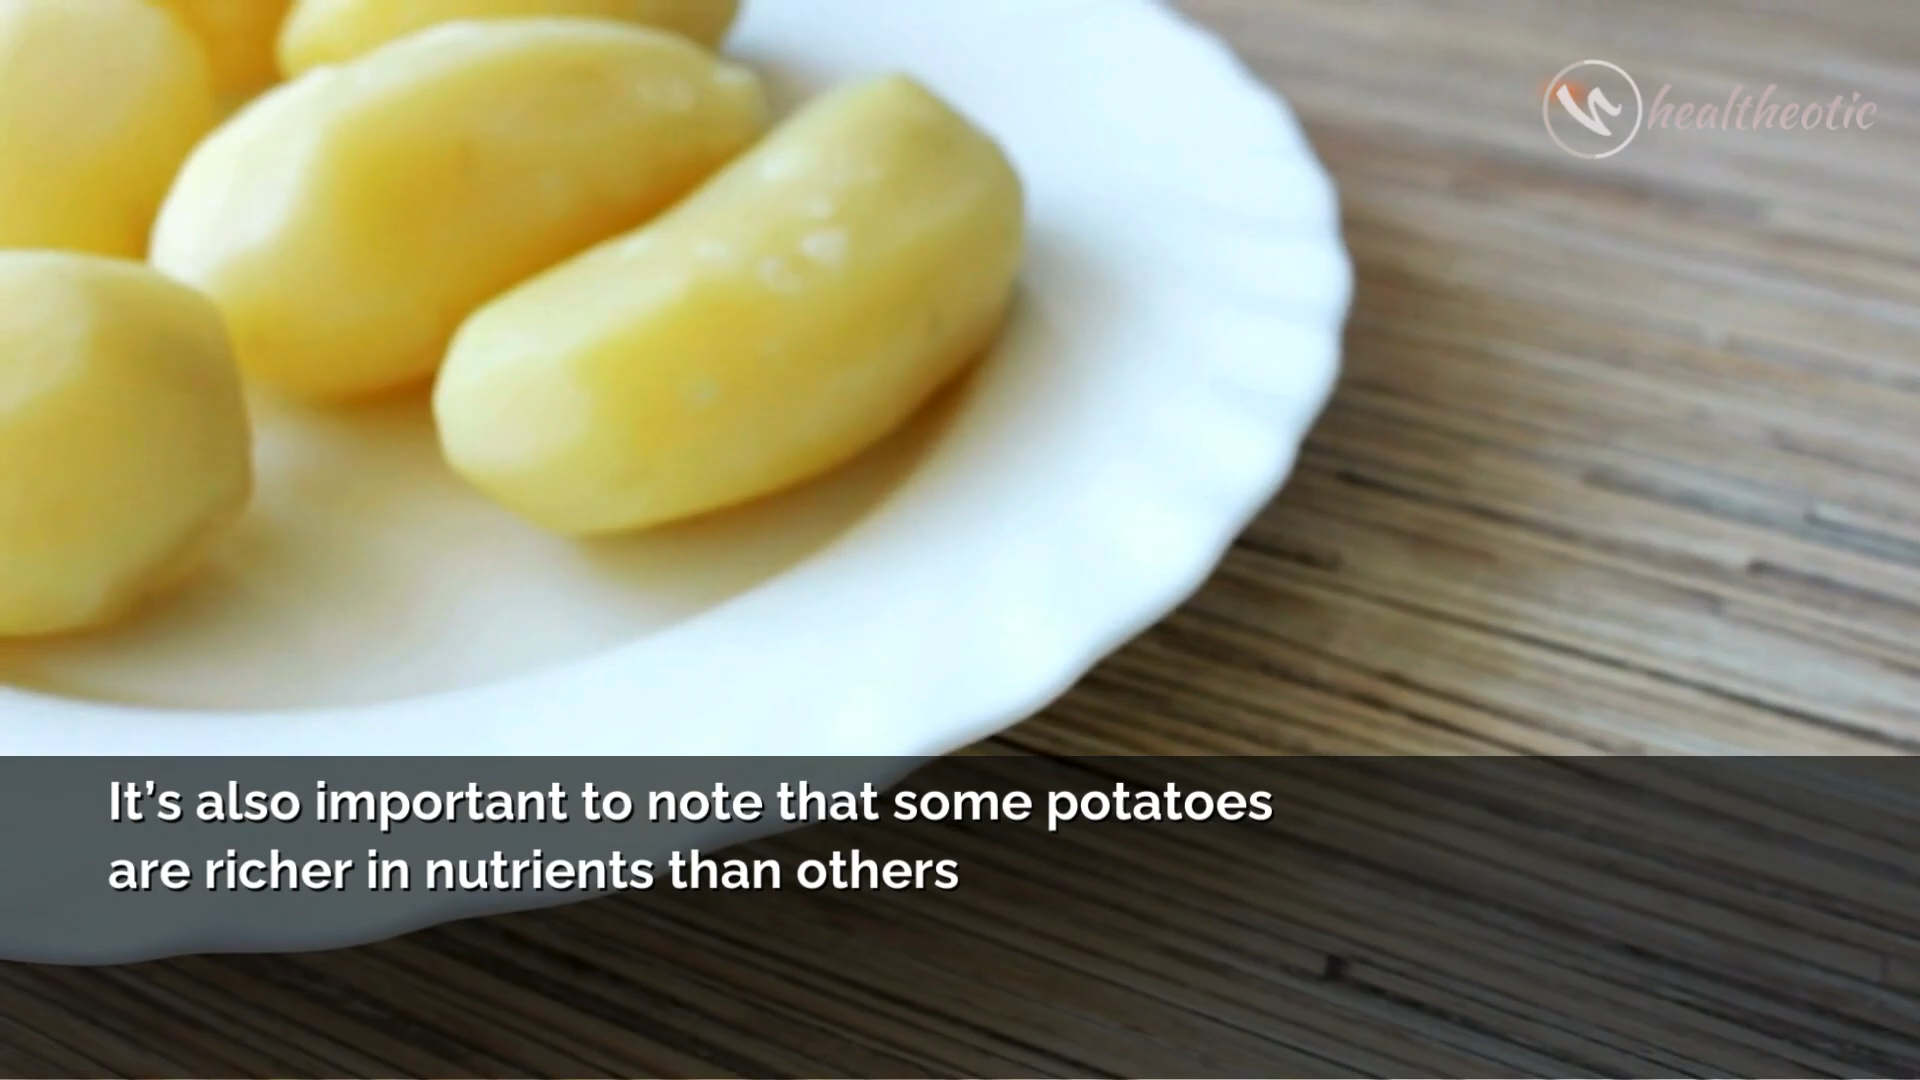 healtheotic
It’s also important to note that some potatoes
are richer in nutrients than others